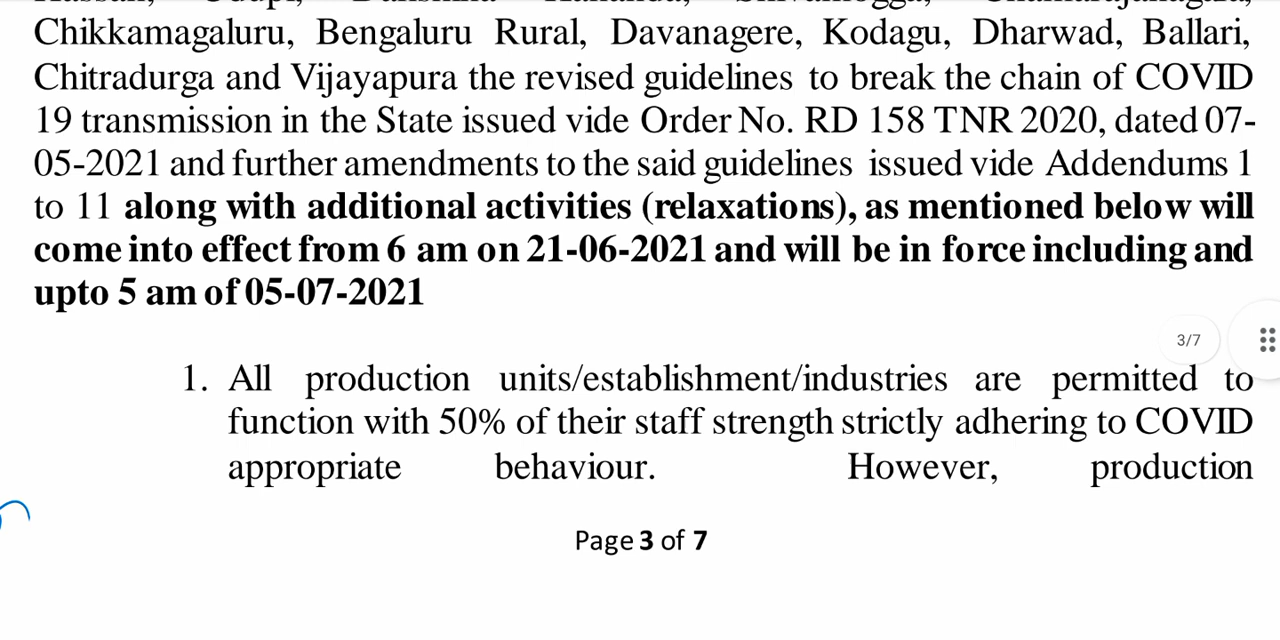 Chikkamagaluru, Bengaluru Rural, Davanagere, Kodagu, Dharwad, Ballari,
Chitradurga and Vijayapura the revised guidelines to break the chain of COVID
19 transmission in the State issued vide Order No. RD 158 TNR 2020, dated 07-
05-2021 and further amendments to the said guidelines issued vide Addendums 1
to 11 along with additional activities (relaxations), as mentioned below will
come into effect from 6 am on 21-06-2021 and will be in force including and
upto 5 am of 05-07-2021
3/7
1. All production units/establishment/industries are permitted to
function with 50% of their staff strength strictly adhering to COVID
appropriate behaviour. However, production
Page 3 of 7